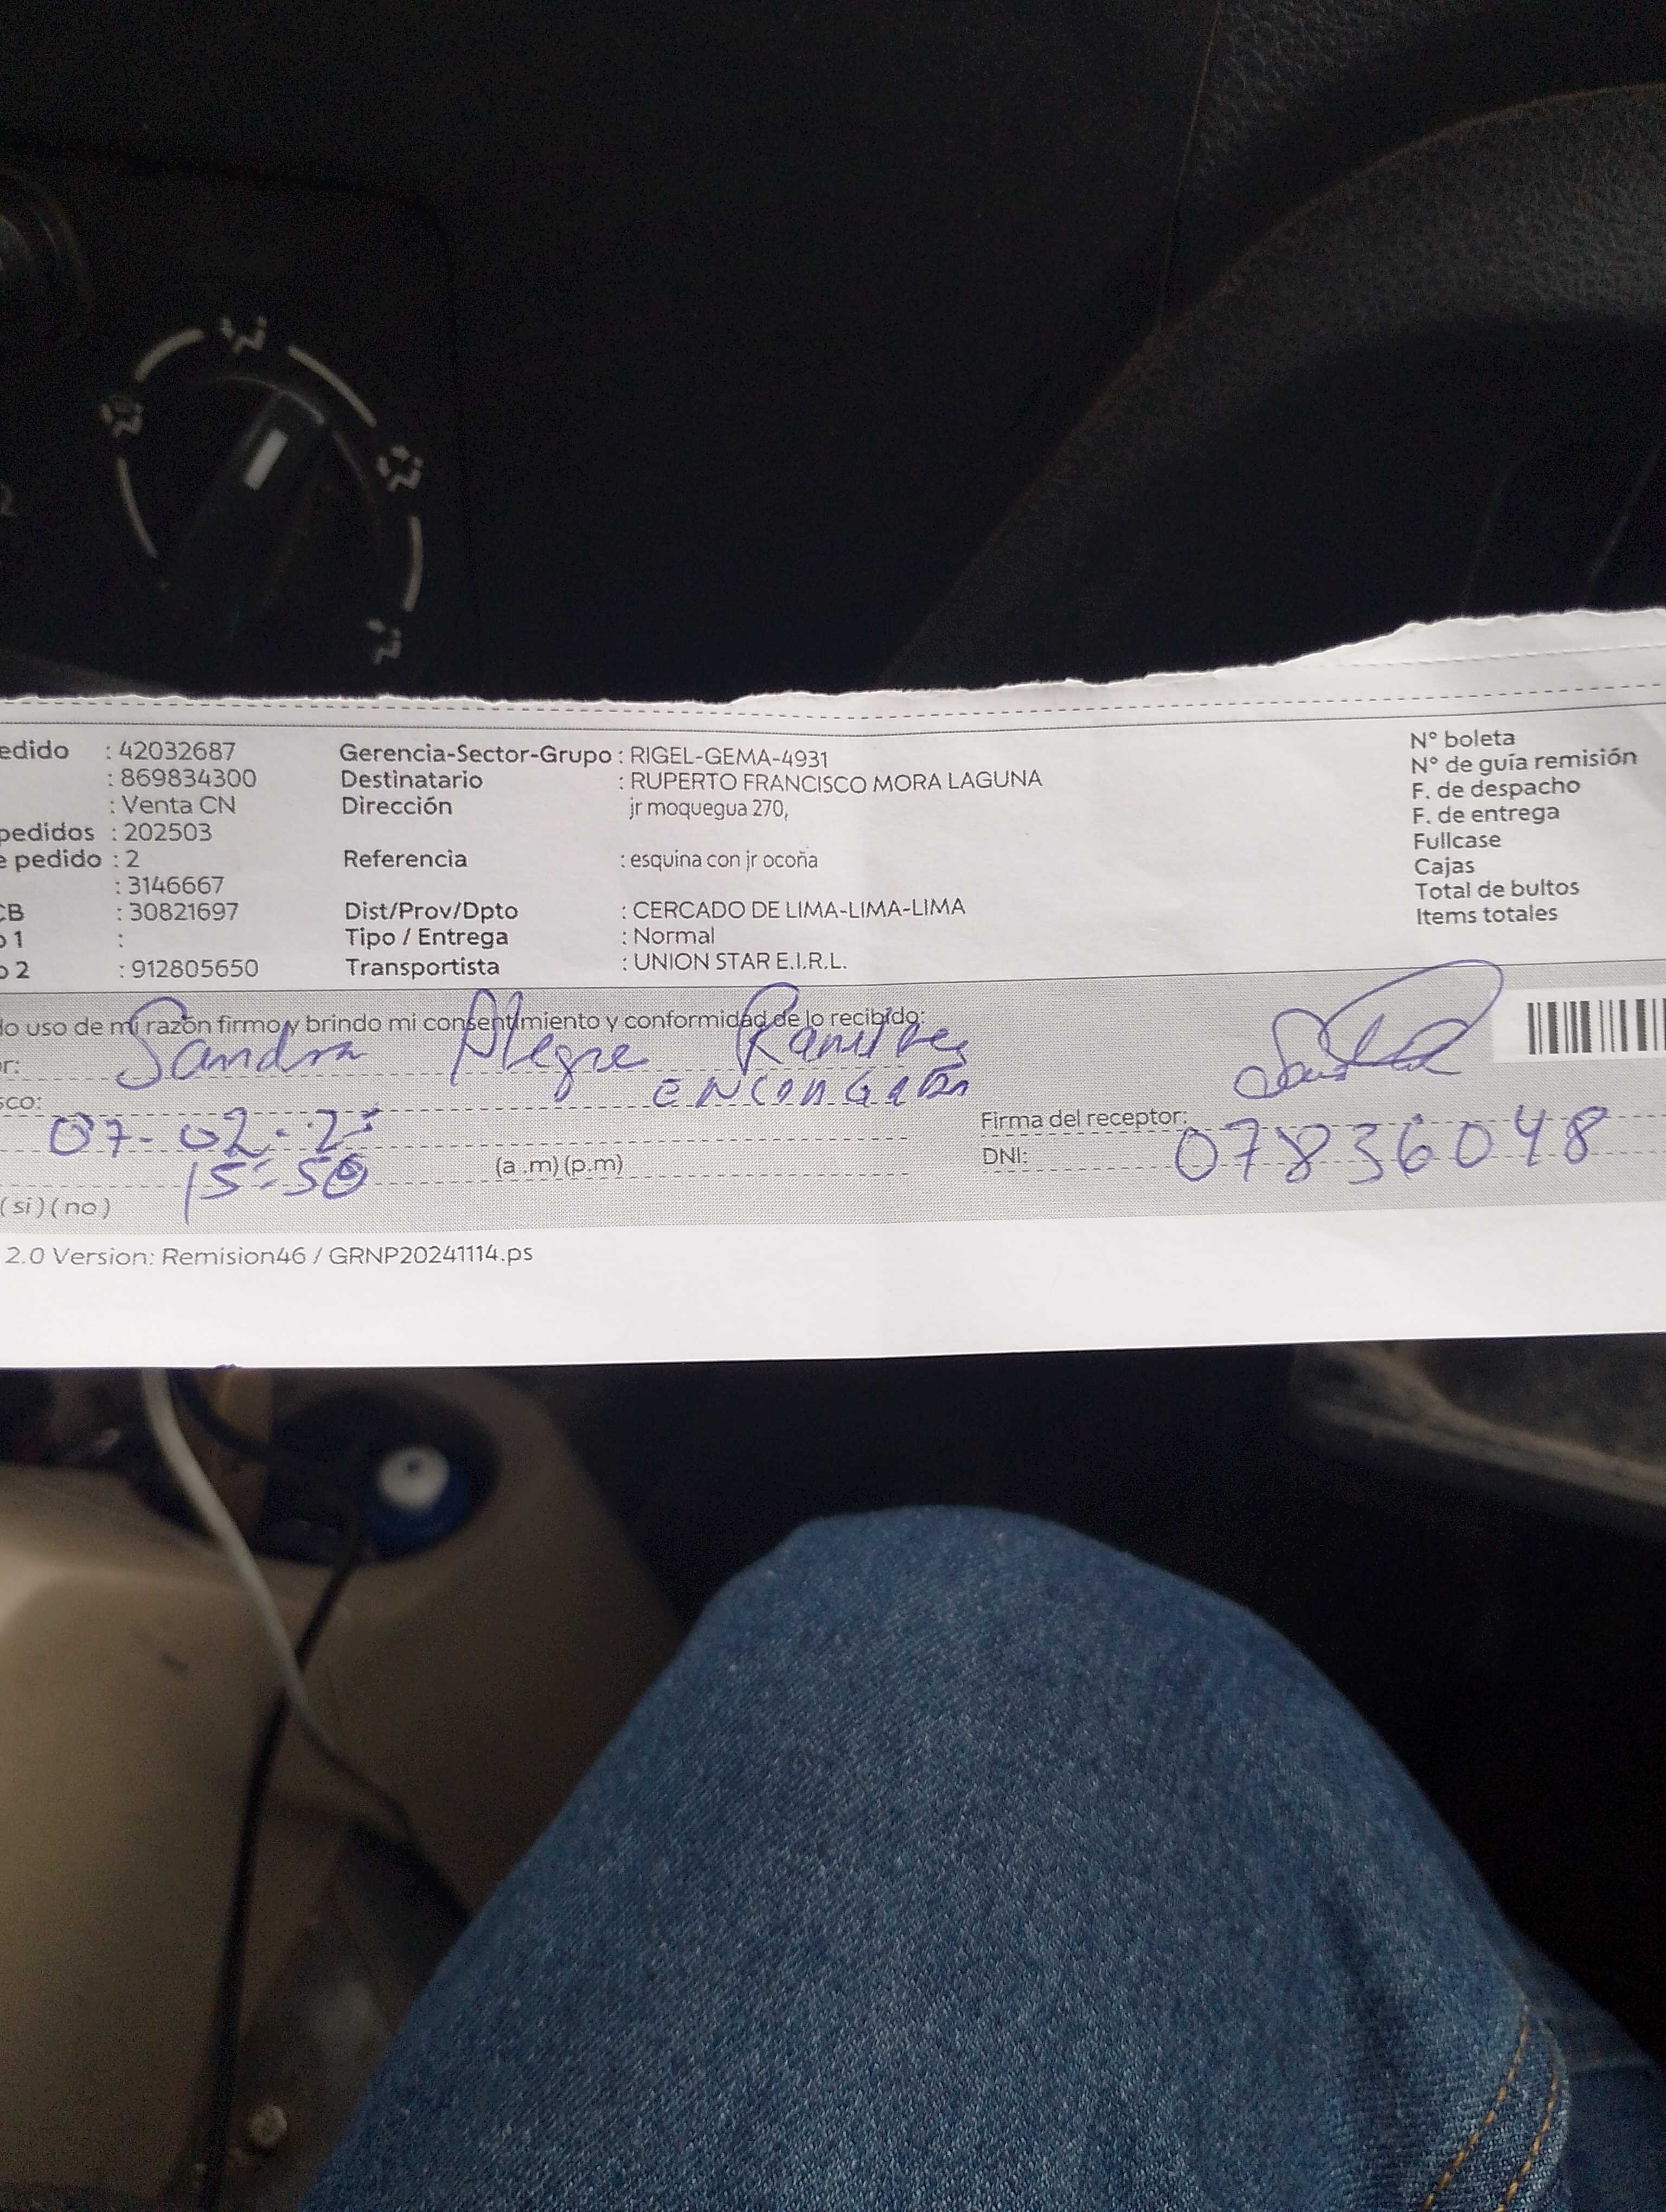 edido : 42032687 Gerencia-Sector-Grupo : RIGEL-GEMA-4931 N° boleta
: 869834300 Destinatario : RUPERTO FRANCISCO MORA LAGUNA N° de guía remisión
: Venta CN Dirección jr moquegua 270, F. de despacho
pedidos : 202503 F. de entrega
e pedido : 2 Referencia : esquina con jr ocoña Fullcase
: 3146667 Cajas
CB : 30821697 Dist/Prov/Dpto : CERCADO DE LIMA-LIMA-LIMA Total de bultos
o 1 : Tipo / Entrega : Normal Items totales
o 2 : 912805650 Transportista : UNION STAR E.I.R.L.
do uso de mi razón firmo y brindo mi consentimiento y conformidad de lo recibido:
r: Sandra Alegre Ramirez
sco: ENCARGADA
07-02-25 Firma del receptor:
15:50 (a.m) (p.m) DNI: 07836048
(si) (no)
2.0 Version: Remision46 / GRNP20241114.ps